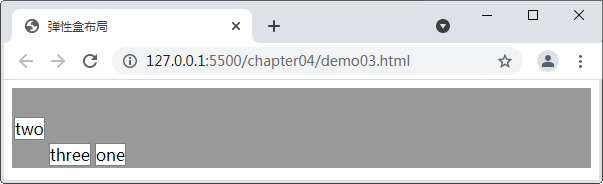 弹性盒布局
127.0.0.1:5500/chapter04/demo03.html
two
three one